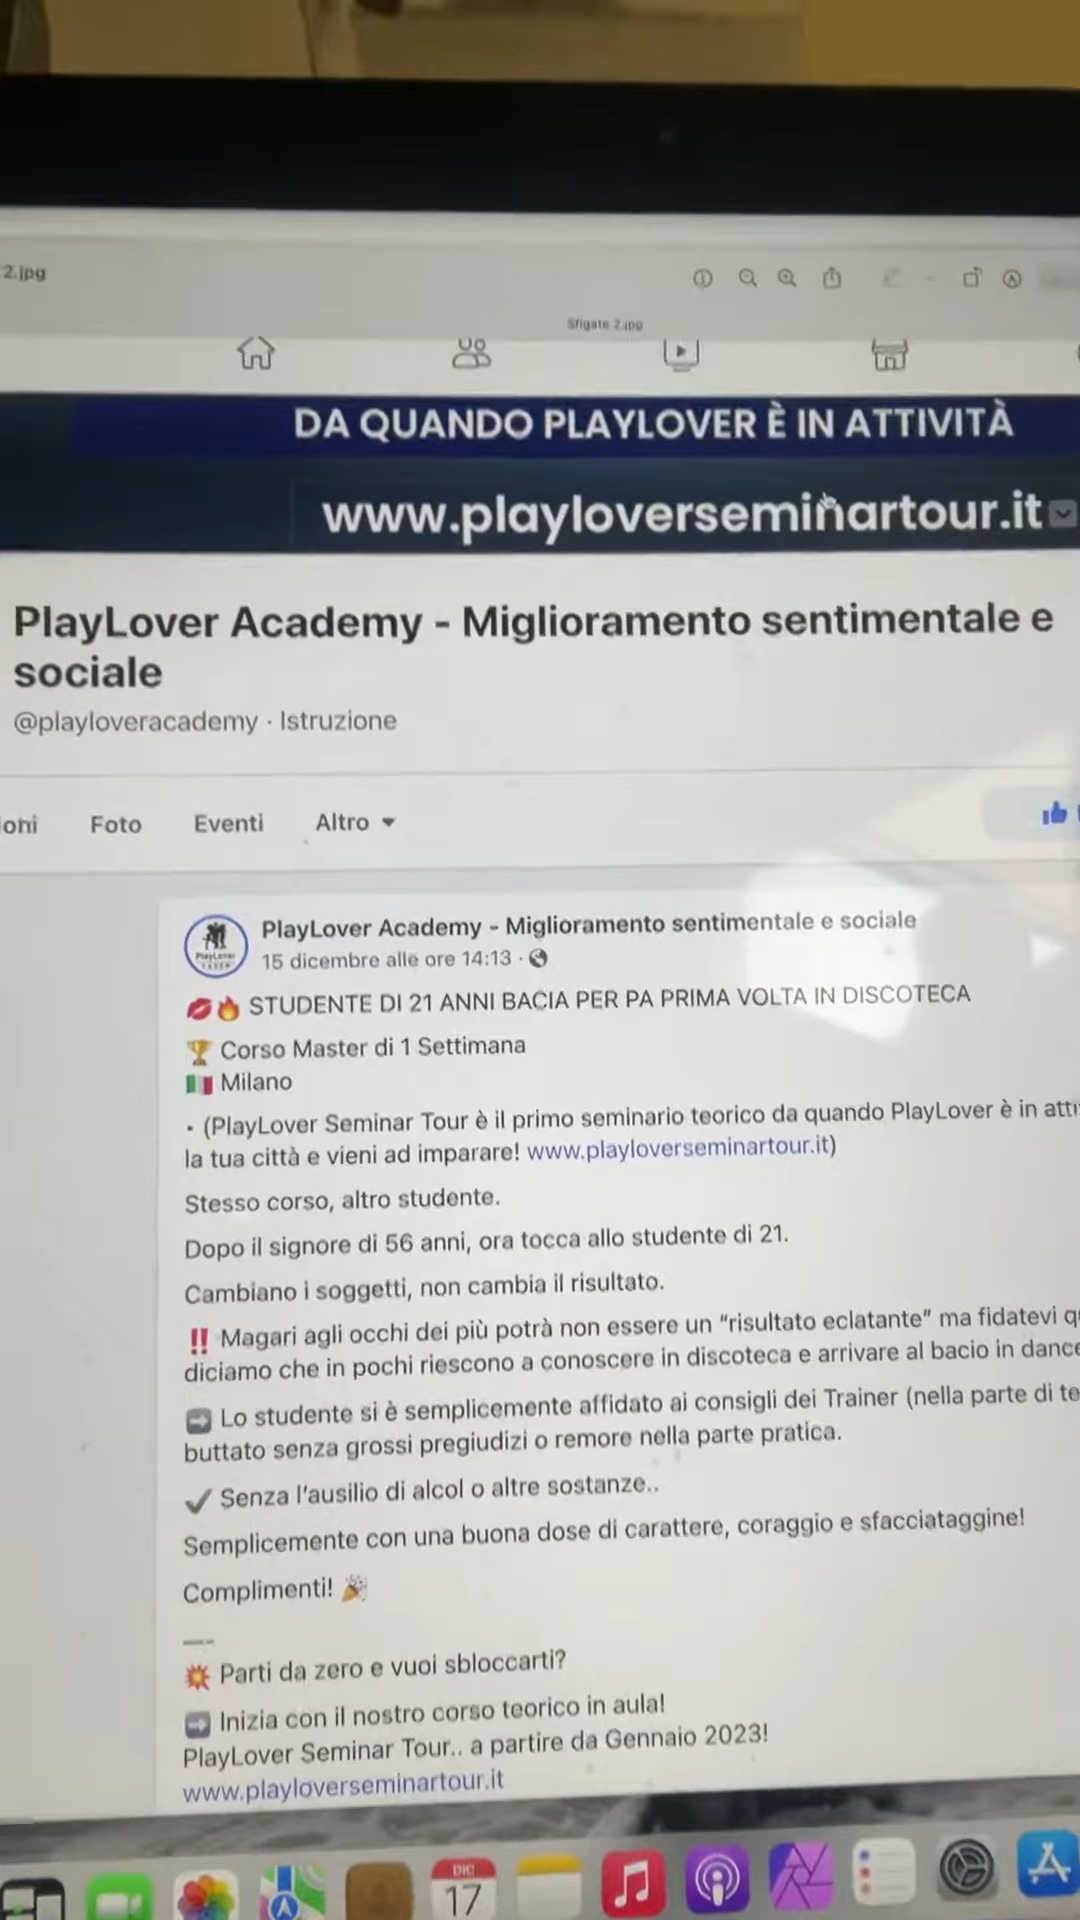 2.jpg
Sfigate 2.jpg
DA QUANDO PLAYLOVER È IN ATTIVITÀ
www.playloverseminartour.it
PlayLover Academy - Miglioramento sentimentale e
sociale
@playloveracademy · Istruzione
ioni Foto Eventi Altro
PlayLover Academy - Miglioramento sentimentale e sociale
15 dicembre alle ore 14:13 ·
STUDENTE DI 21 ANNI BACIA PER PA PRIMA VOLTA IN DISCOTECA
Corso Master di 1 Settimana
Milano
• (PlayLover Seminar Tour è il primo seminario teorico da quando PlayLover è in atti
la tua città e vieni ad imparare! www.playloverseminartour.it)
Stesso corso, altro studente.
Dopo il signore di 56 anni, ora tocca allo studente di 21.
Cambiano i soggetti, non cambia il risultato.
‼️ Magari agli occhi dei più potrà non essere un "risultato eclatante" ma fidatevi q
diciamo che in pochi riescono a conoscere in discoteca e arrivare al bacio in dance
➡️ Lo studente si è semplicemente affidato ai consigli dei Trainer (nella parte di te
buttato senza grossi pregiudizi o remore nella parte pratica.
✔️ Senza l'ausilio di alcol o altre sostanze..
Semplicemente con una buona dose di carattere, coraggio e sfacciataggine!
Complimenti!
Parti da zero e vuoi sbloccarti?
➡️ Inizia con il nostro corso teorico in aula!
PlayLover Seminar Tour.. a partire da Gennaio 2023!
www.playloverseminartour.it
DIC
17